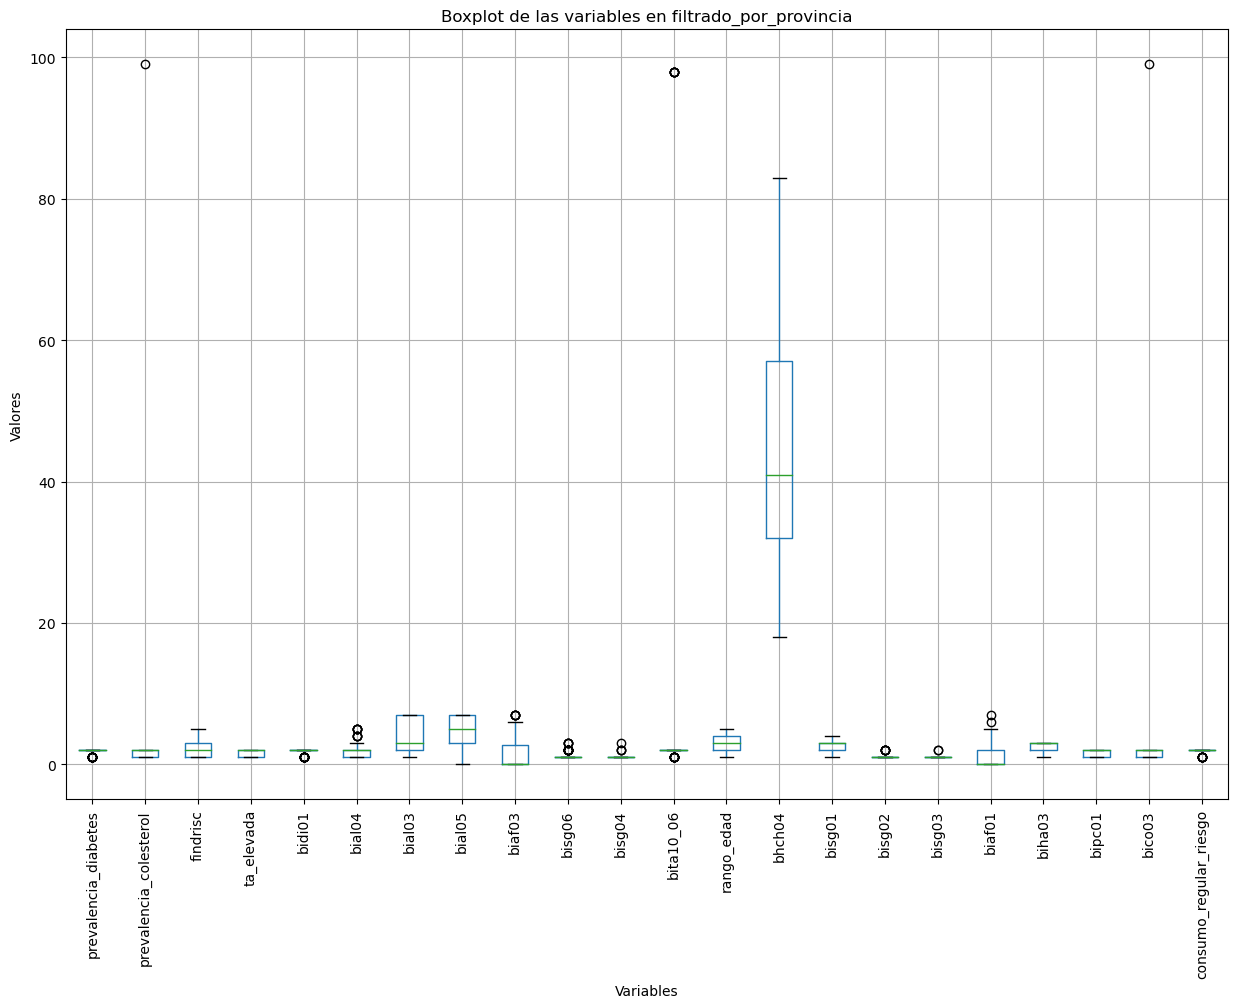 Boxplot de las variables en filtrado_por_provincia
100
80
60
40
20
0
Valores
prevalencia_diabetes
prevalencia_colesterol
findrisc
ta_elevada
bidi01
bial04
bial03
bial05
biaf03
bisg06
bisg04
bita10_06
rango_edad
bhch04
bisg01
bisg02
bisg03
biaf01
biha03
bipc01
bico03
consumo_regular_riesgo
Variables